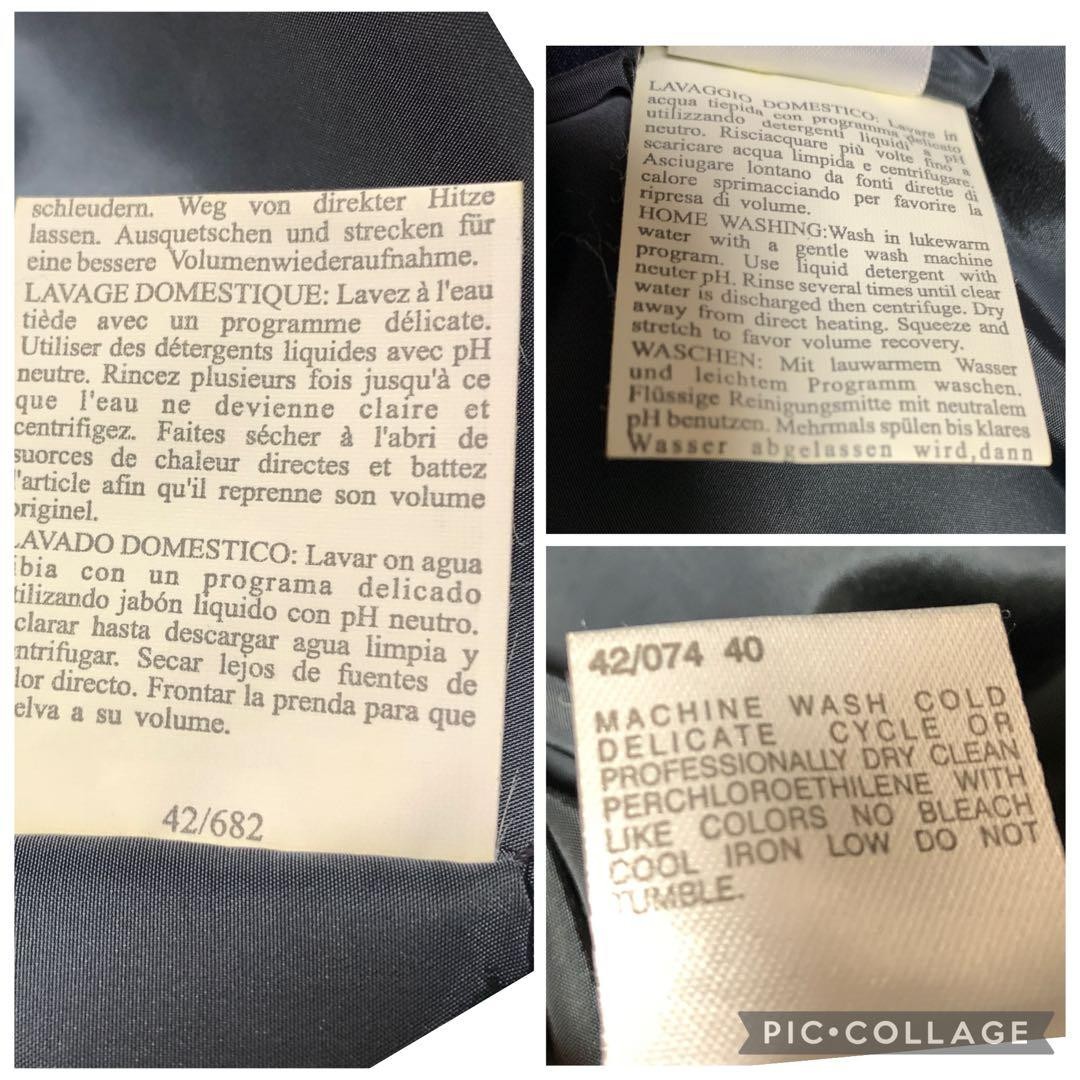 schleudern. Weg von direkter Hitze
lassen. Ausquetschen und strecken für
eine bessere Volumenwiederaufnahme.
LAVAGE DOMESTIQUE: Lavez à l'eau
tiède avec un programme délicate.
Utiliser des détergents liquides avec pH
neutre. Rincez plusieurs fois jusqu'à ce
que l'eau ne devienne claire et
centrifigez. Faites sécher à l'abri de
suorces de chaleur directes et battez
l'article afin qu'il reprenne son volume
originel.
LAVADO DOMESTICO: Lavar on agua
ibia con un programa delicado
tilizando jabón líquido con pH neutro.
clarar hasta descargar agua limpia y
ntrifugar. Secar lejos de fuentes de
lor directo. Frontar la prenda para que
elva a su volume.
42/682
LAVAGGIO DOMESTICO: Lavare in
acqua tiepida con programma delicato
utilizzando detergenti liquidi a pH
neutro. Risciacquare più volte fino a
scaricare acqua limpida e centrifugare.
Asciugare lontano da fonti dirette di
calore sprimacciando per favorire la
ripresa di volume.
HOME WASHING:Wash in lukewarm
water with a gentle wash machine
program. Use liquid detergent with
neuter pH. Rinse several times until clear
water is discharged then centrifuge. Dry
away from direct heating. Squeeze and
stretch to favor volume recovery.
WASCHEN: Mit lauwarmem Wasser
und leichtem Programm waschen.
Flüssige Reinigungsmitte mit neutralem
pH benutzen. Mehrmals spülen bis klares
Wasser abgelassen wird,dann
42/074 40
MACHINE WASH COLD
DELICATE CYCLE OR
PROFESSIONALLY DRY CLEAN
PERCHLOROETHILENE WITH
LIKE COLORS NO BLEACH
COOL IRON LOW DO NOT
TUMBLE.
PIC•COLLAGE